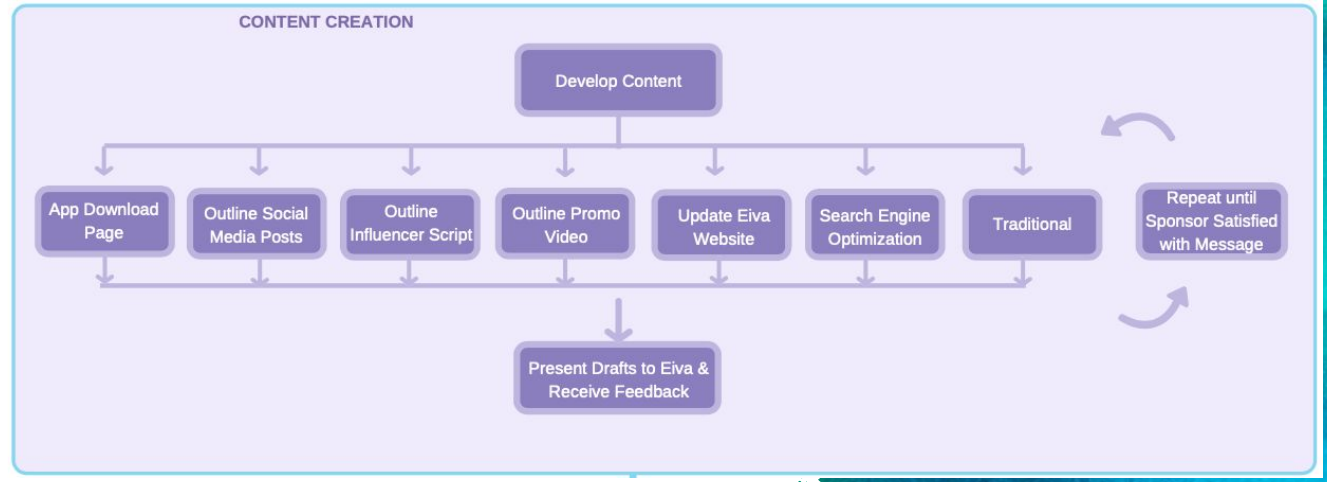 CONTENT CREATION
Develop Content
App Download
Page
Outline Social
Media Posts
Outline
Influencer Script
Outline Promo
Video
Update Eiva
Website
Search Engine
Optimization
Traditional
Repeat until
Sponsor Satisfied
with Message
Present Drafts to Eiva &
Receive Feedback